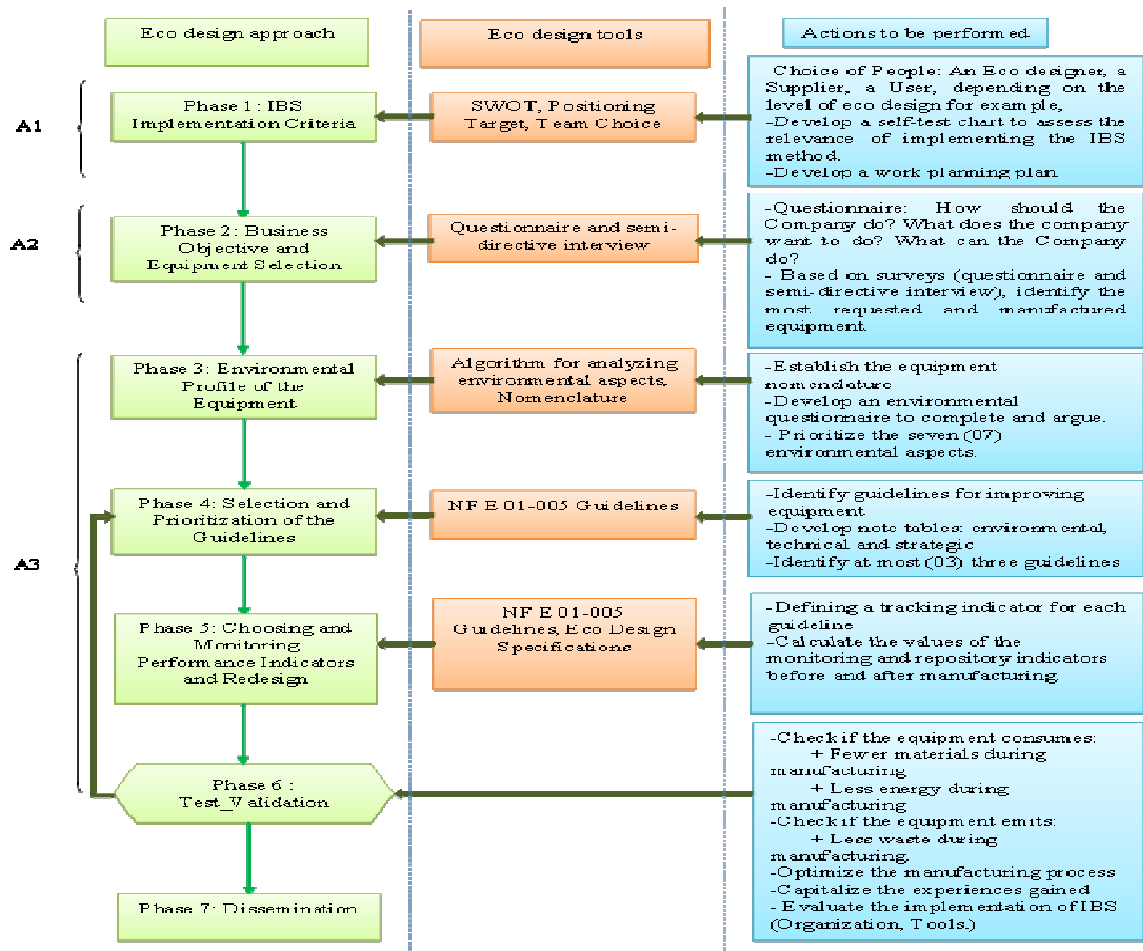 Eco design approach
Eco design tools
Actions to be performed
A1
Phase 1: IBS
Implementation Criteria
SWOT, Positioning
Target, Team Choice
Choice of People: An Eco designer, a
Supplier, a User, depending on the
level of eco design for example,
-Develop a self-test chart to assess the
relevance of implementing the IBS
method.
-Develop a work planning plan
A2
Phase 2: Business
Objective and
Equipment Selection
Questionnaire and semi-
directive interview
-Questionnaire: How should the
Company do? What does the company
want to do? What can the Company
do?
- Based on surveys (questionnaire and
semi-directive interview), identify the
most requested and manufactured
equipment.
A3
Phase 3: Environmental
Profile of the
Equipment
Algorithm for analyzing
environmental aspects,
Nomenclature
-Establish the equipment
nomenclature
-Develop an environmental
questionnaire to complete and argue.
- Prioritize the seven (07)
environmental aspects.
Phase 4: Selection and
Prioritization of the
Guidelines
NF E 01-005 Guidelines
-Identify guidelines for improving
equipment
-Develop note tables: environmental,
technical and strategic
-Identify at most (03) three guidelines
Phase 5: Choosing and
Monitoring
Performance Indicators
and Redesign
NF E 01-005
Guidelines, Eco Design
Specifications
-Defining a tracking indicator for each
guideline
-Calculate the values of the
monitoring and repository indicators
before and after manufacturing.
Phase 6 :
Test_Validation
-Check if the equipment consumes:
+ Fewer materials during
manufacturing
+ Less energy during
manufacturing
-Check if the equipment emits:
+ Less waste during
manufacturing.
-Optimize the manufacturing process
-Capitalize the experiences gained
- Evaluate the implementation of IBS
(Organization, Tools.)
Phase 7: Dissemination